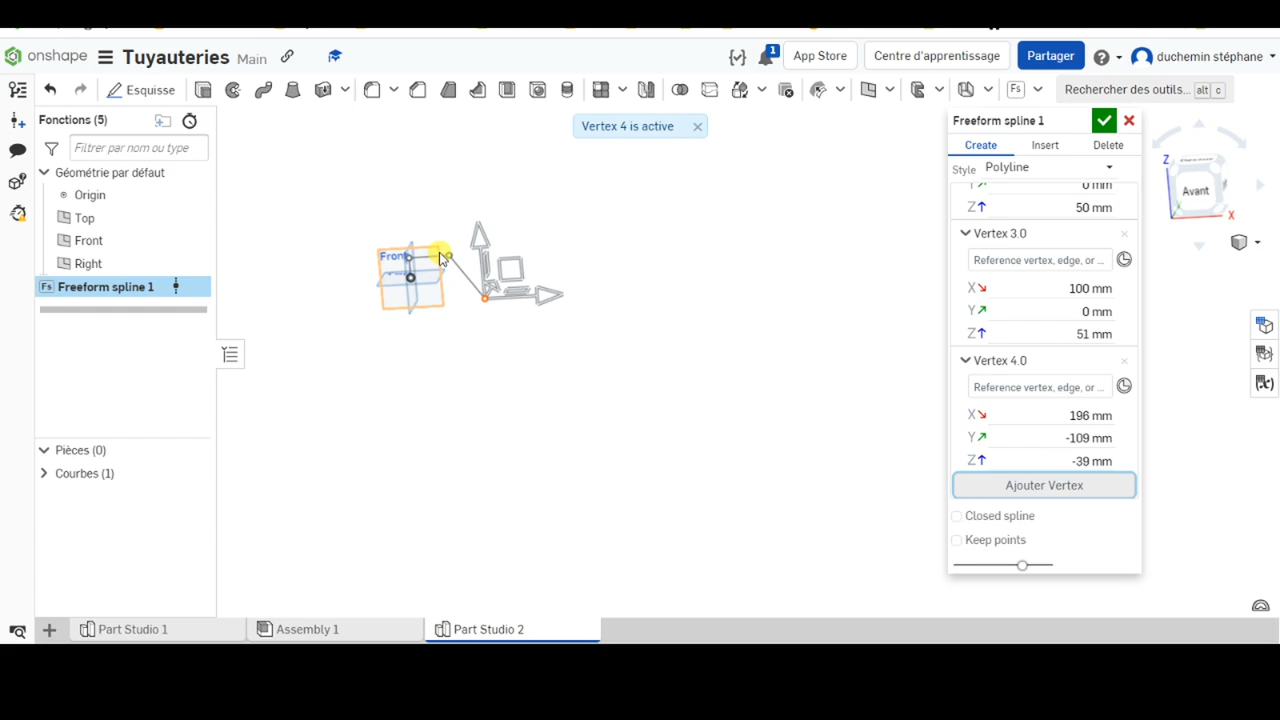 onshape
Tuyauteries Main
1
App Store
Centre d'apprentissage
Partager
duchemin stéphane
Esquisse
Fs
Rechercher des outils... alt c
Fonctions (5)
Filtrer par nom ou type
Géométrie par défaut
Origin
Top
Front
Right
Fs Freeform spline 1
Pièces (0)
Courbes (1)
Vertex 4 is active
Front
Z
Avant
X
Freeform spline 1
Create Insert Delete
Style Polyline
Y 0 mm
Z 50 mm
Vertex 3.0
Reference vertex, edge, or ...
X 100 mm
Y 0 mm
Z 51 mm
Vertex 4.0
Reference vertex, edge, or ...
X 196 mm
Y -109 mm
Z -39 mm
Ajouter Vertex
Closed spline
Keep points
(x)
Part Studio 1
Assembly 1
Part Studio 2